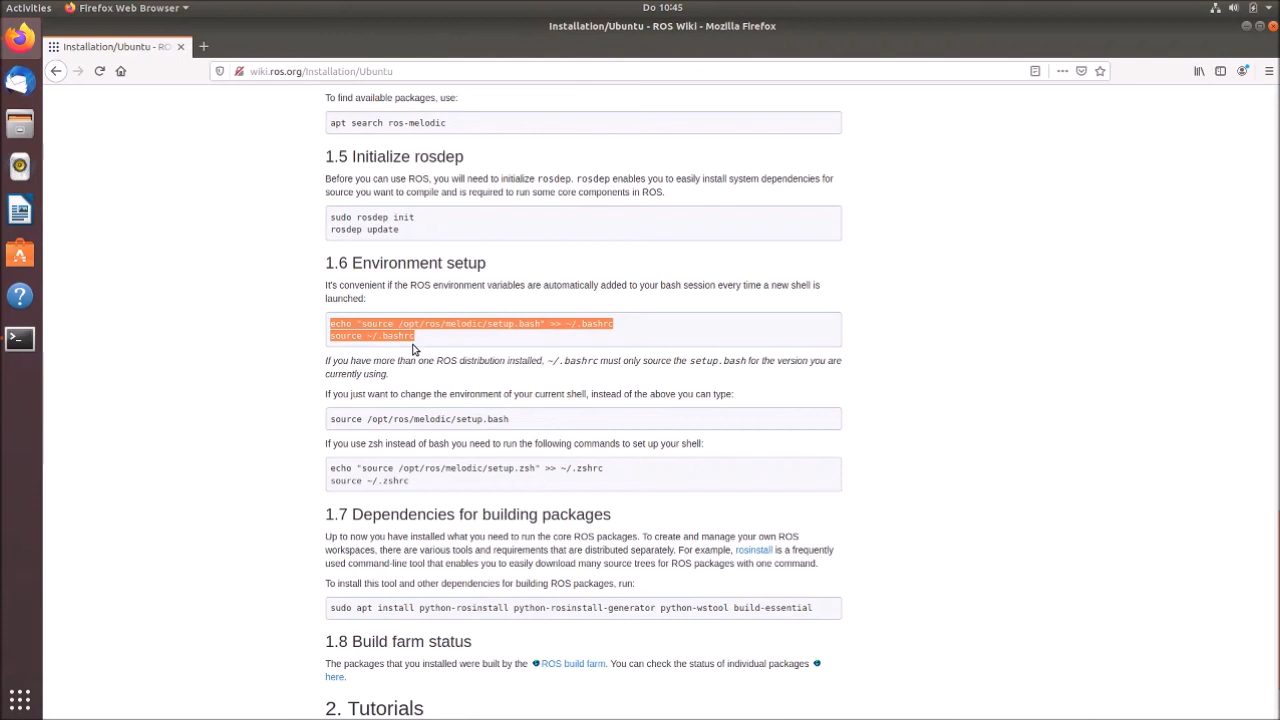 Activities Firefox Web Browser Do 10:45
Installation/Ubuntu - ROS Wiki - Mozilla Firefox
Installation/Ubuntu - RO
wiki.ros.org/Installation/Ubuntu
To find available packages, use:
apt search ros-melodic
1.5 Initialize rosdep
Before you can use ROS, you will need to initialize rosdep. rosdep enables you to easily install system dependencies for
source you want to compile and is required to run some core components in ROS.
sudo rosdep init
rosdep update
1.6 Environment setup
It's convenient if the ROS environment variables are automatically added to your bash session every time a new shell is
launched:
echo "source /opt/ros/melodic/setup.bash" >> ~/.bashrc
source ~/.bashrc
If you have more than one ROS distribution installed, ~/.bashrc must only source the setup.bash for the version you are
currently using.
If you just want to change the environment of your current shell, instead of the above you can type:
source /opt/ros/melodic/setup.bash
If you use zsh instead of bash you need to run the following commands to set up your shell:
echo "source /opt/ros/melodic/setup.zsh" >> ~/.zshrc
source ~/.zshrc
1.7 Dependencies for building packages
Up to now you have installed what you need to run the core ROS packages. To create and manage your own ROS
workspaces, there are various tools and requirements that are distributed separately. For example, rosinstall is a frequently
used command-line tool that enables you to easily download many source trees for ROS packages with one command.
To install this tool and other dependencies for building ROS packages, run:
sudo apt install python-rosinstall python-rosinstall-generator python-wstool build-essential
1.8 Build farm status
The packages that you installed were built by the ROS build farm. You can check the status of individual packages
here.
2. Tutorials